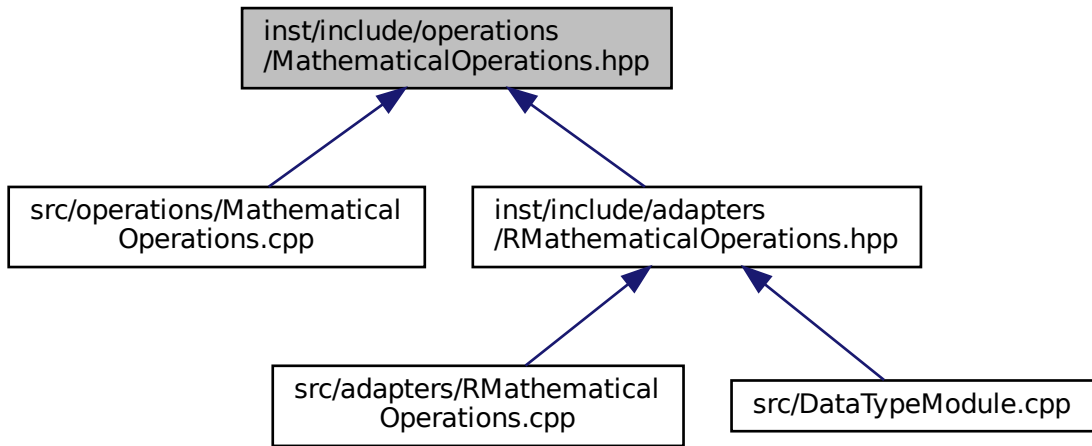 inst/include/operations
/MathematicalOperations.hpp
src/operations/Mathematical
Operations.cpp
inst/include/adapters
/RMathematicalOperations.hpp
src/adapters/RMathematical
Operations.cpp
src/DataTypeModule.cpp